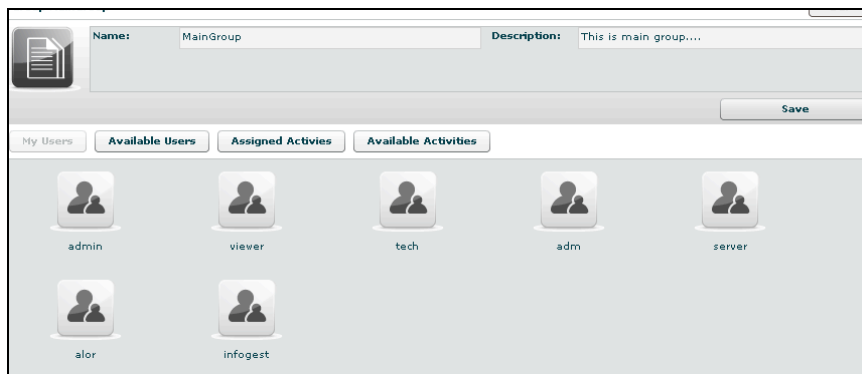 Name: MainGroup Description: This is main group....
Save
My Users Available Users Assigned Activies Available Activities
admin viewer tech adm server
alor infogest